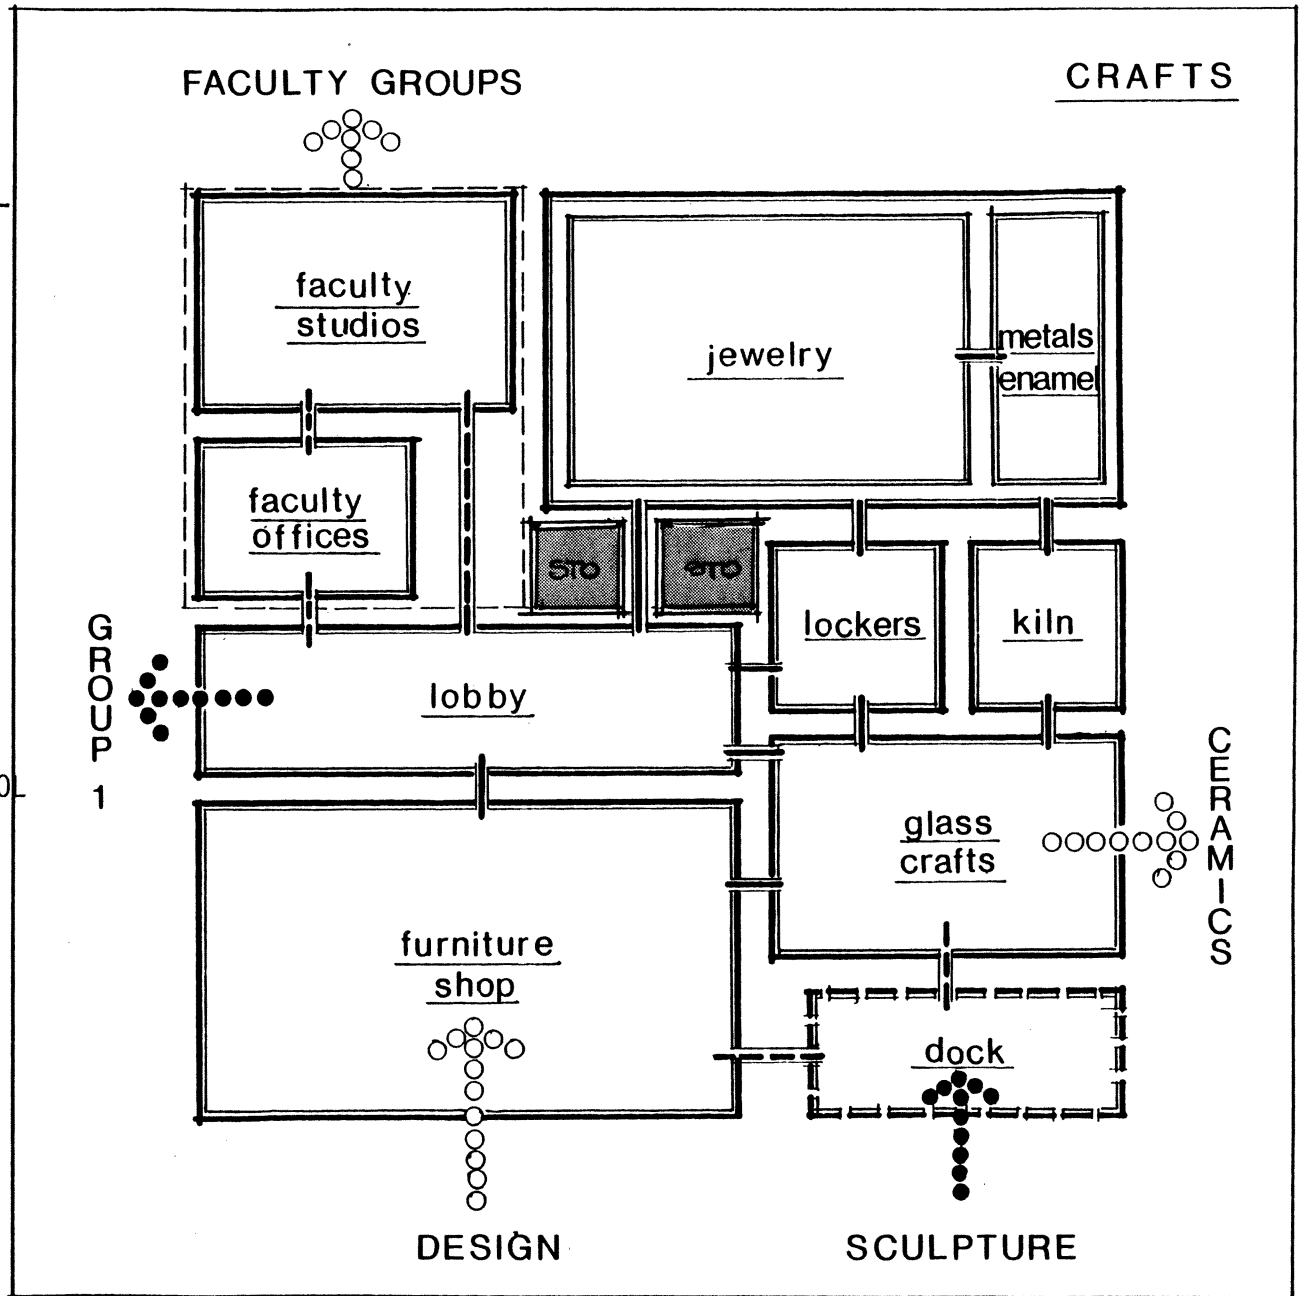 FACULTY GROUPS
CRAFTS
faculty
studios
jewelry
metals
enamel
faculty
offices
STO
STO
lockers
kiln
GROUP 1
lobby
CERAMICS
glass
crafts
furniture
shop
dock
DESIGN
SCULPTURE